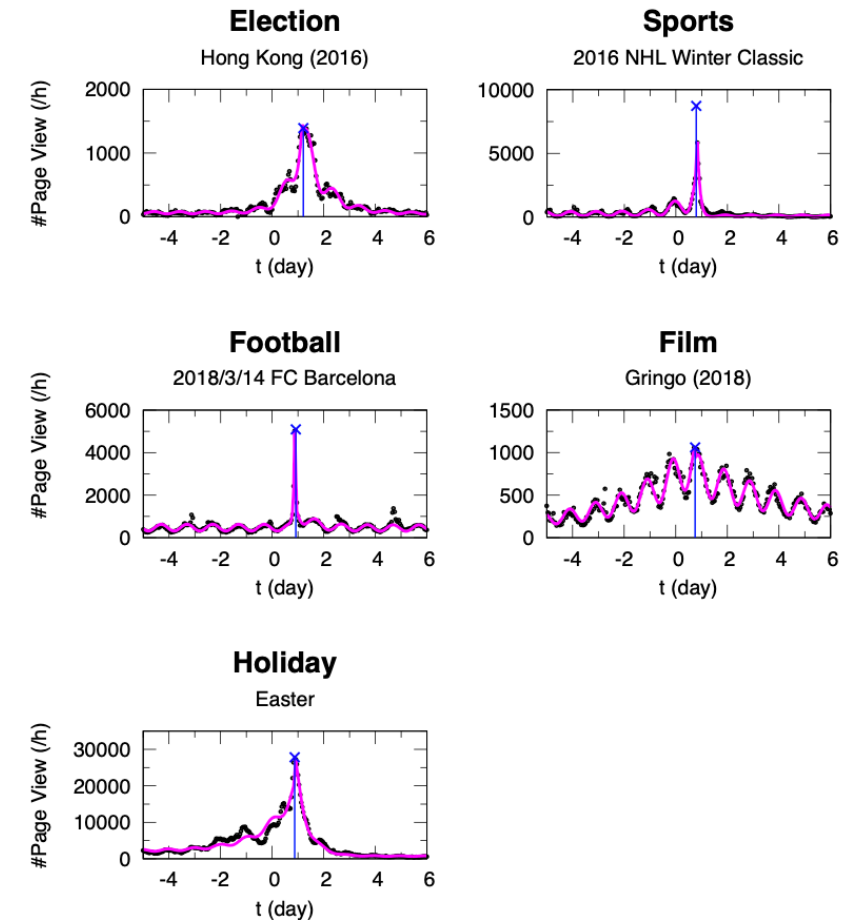 Election
Hong Kong (2016)
#Page View (/h)
2000
1000
0
-4 -2 0 2 4 6
t (day)
Sports
2016 NHL Winter Classic
10000
5000
0
-4 -2 0 2 4 6
t (day)
Football
2018/3/14 FC Barcelona
#Page View (/h)
6000
4000
2000
0
-4 -2 0 2 4 6
t (day)
Film
Gringo (2018)
1500
1000
500
0
-4 -2 0 2 4 6
t (day)
Holiday
Easter
#Page View (/h)
30000
20000
10000
0
-4 -2 0 2 4 6
t (day)